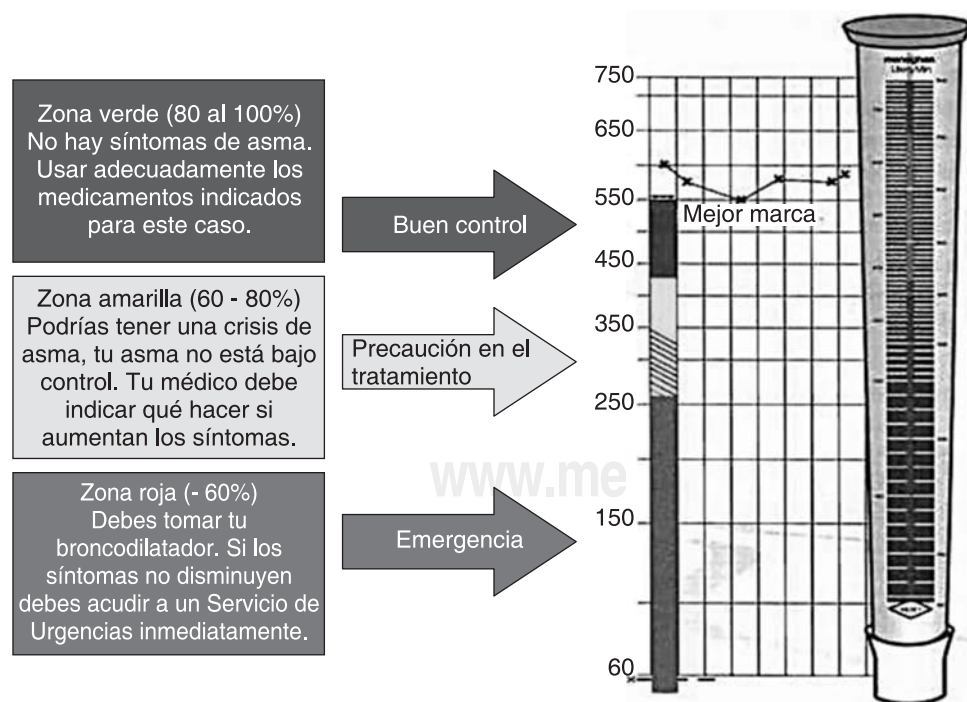 Zona verde (80 al 100%)
No hay síntomas de asma.
Usar adecuadamente los
medicamentos indicados
para este caso.
Buen control
Zona amarilla (60 - 80%)
Podrías tener una crisis de
asma, tu asma no está bajo
control. Tu médico debe
indicar qué hacer si
aumentan los síntomas.
Precaución en el
tratamiento
Zona roja (- 60%)
Debes tomar tu
broncodilatador. Si los
síntomas no disminuyen
debes acudir a un Servicio de
Urgencias inmediatamente.
Emergencia
www.me
750
650
550
450
350
250
150
60
Mejor marca